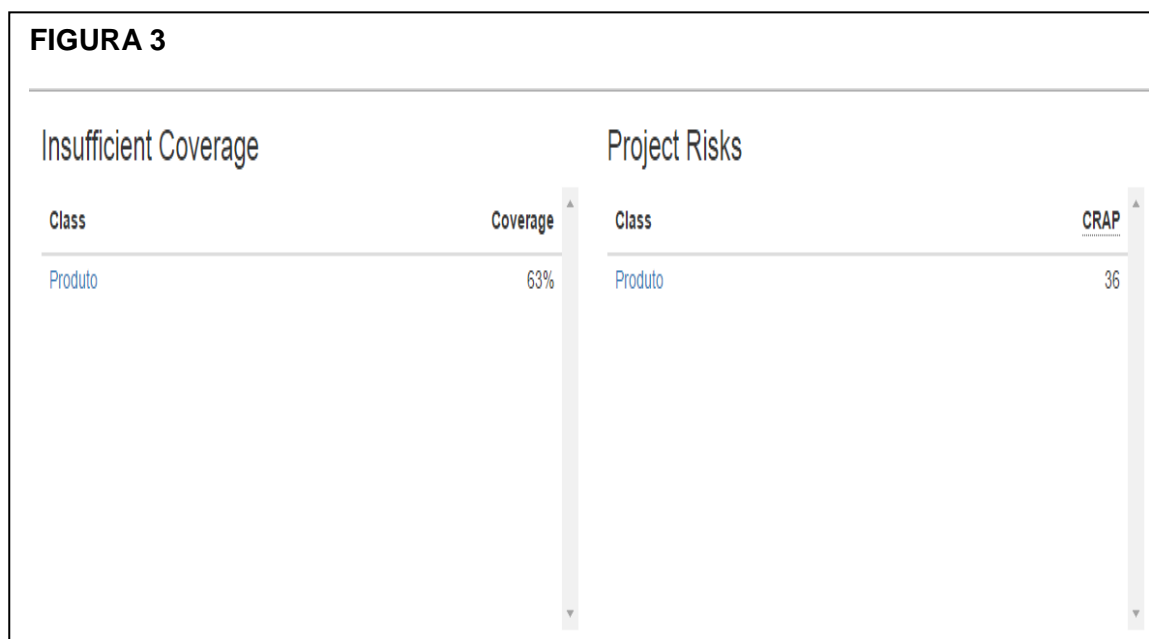 FIGURA 3
Insufficient Coverage
Class Coverage
Produto 63%
Project Risks
Class CRAP
Produto 36